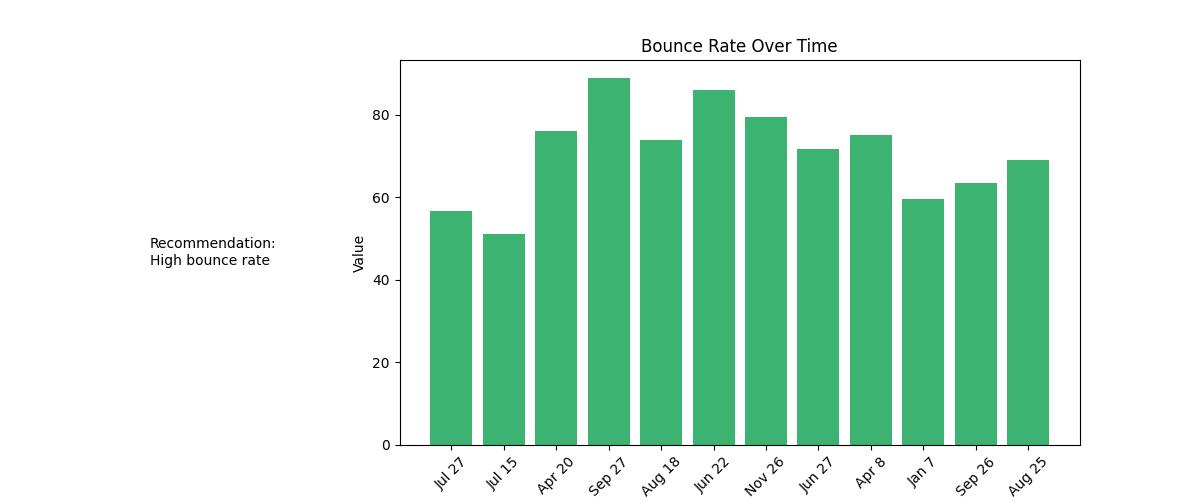 Bounce Rate Over Time
80
60
40
20
0
Value
Recommendation:
High bounce rate
Jul 27
Jul 15
Apr 20
Sep 27
Aug 18
Jun 22
Nov 26
Jun 27
Apr 8
Jan 7
Sep 26
Aug 25